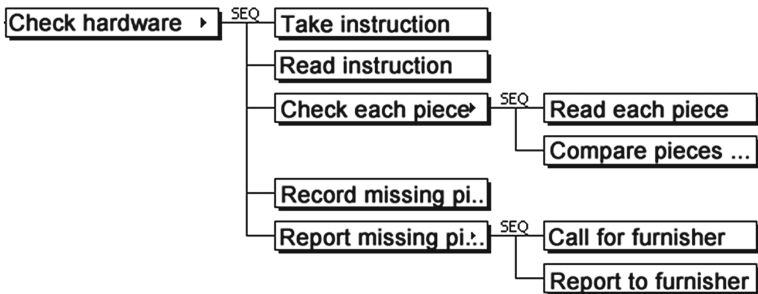 Check hardware
SEQ
Take instruction
Read instruction
Check each piece
SEQ
Read each piece
Compare pieces ...
Record missing pi...
Report missing pi...
SEQ
Call for furnisher
Report to furnisher